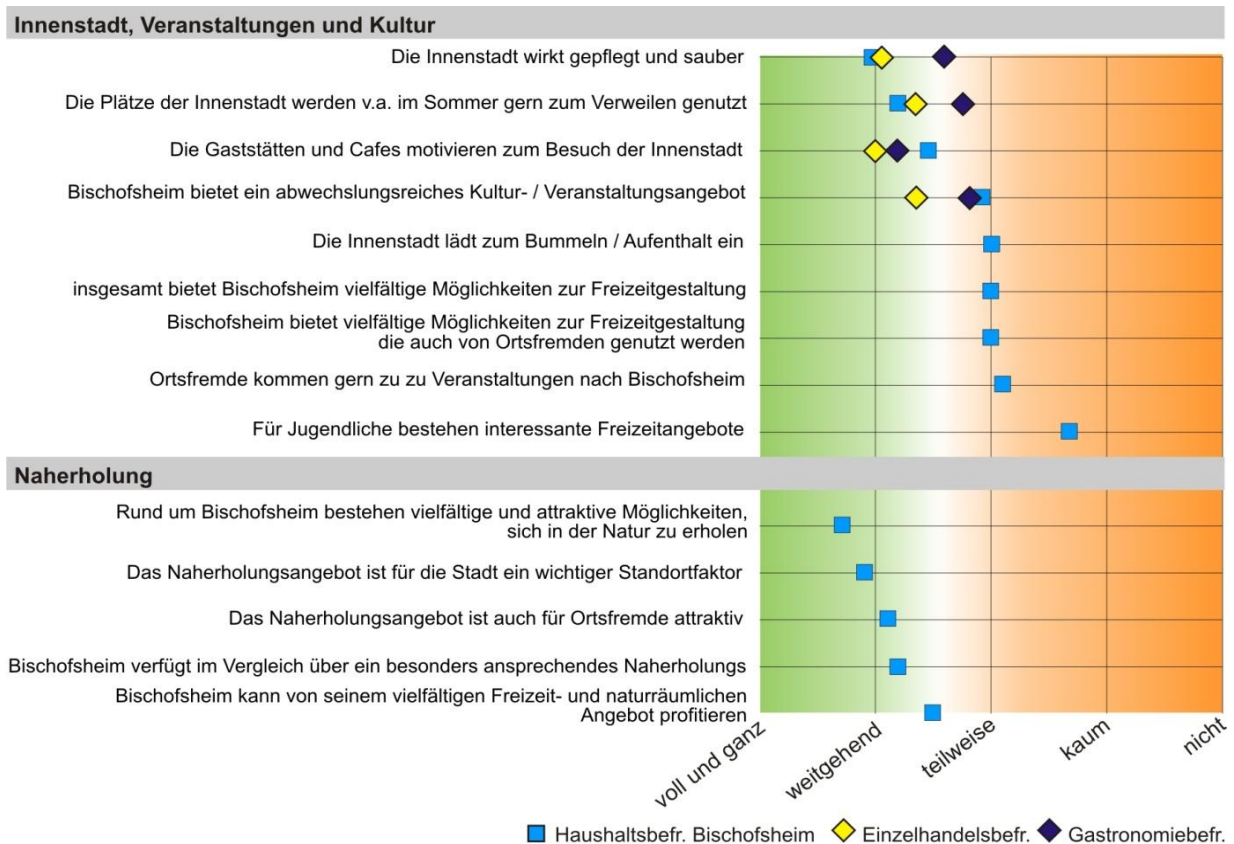 Innenstadt, Veranstaltungen und Kultur
Die Innenstadt wirkt gepflegt und sauber
Die Plätze der Innenstadt werden v.a. im Sommer gern zum Verweilen genutzt
Die Gaststätten und Cafes motivieren zum Besuch der Innenstadt
Bischofsheim bietet ein abwechslungsreiches Kultur- / Veranstaltungsangebot
Die Innenstadt lädt zum Bummeln / Aufenthalt ein
insgesamt bietet Bischofsheim vielfältige Möglichkeiten zur Freizeitgestaltung
Bischofsheim bietet vielfältige Möglichkeiten zur Freizeitgestaltung
die auch von Ortsfremden genutzt werden
Ortsfremde kommen gern zu zu Veranstaltungen nach Bischofsheim
Für Jugendliche bestehen interessante Freizeitangebote
Naherholung
Rund um Bischofsheim bestehen vielfältige und attraktive Möglichkeiten,
sich in der Natur zu erholen
Das Naherholungsangebot ist für die Stadt ein wichtiger Standortfaktor
Das Naherholungsangebot ist auch für Ortsfremde attraktiv
Bischofsheim verfügt im Vergleich über ein besonders ansprechendes Naherholungs
Bischofsheim kann von seinem vielfältigen Freizeit- und naturräumlichen
Angebot profitieren
voll und ganz
weitgehend
teilweise
kaum
nicht
Haushaltsbefr. Bischofsheim
Einzelhandelsbefr.
Gastronomiebefr.